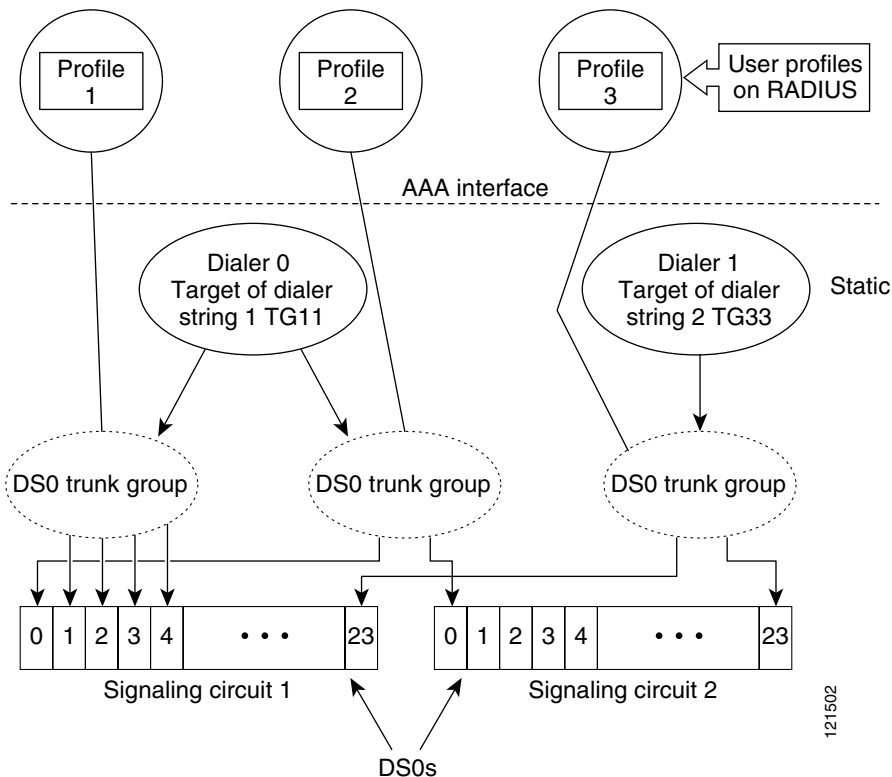 Profile
1
Profile
2
Profile
3
User profiles
on RADIUS
AAA interface
Dialer 0
Target of dialer
string 1 TG11
Dialer 1
Target of dialer
string 2 TG33
Static
DS0 trunk group
DS0 trunk group
DS0 trunk group
0 1 2 3 4 • • • 23
0 1 2 3 4 • • • 23
Signaling circuit 1
Signaling circuit 2
DS0s
121502